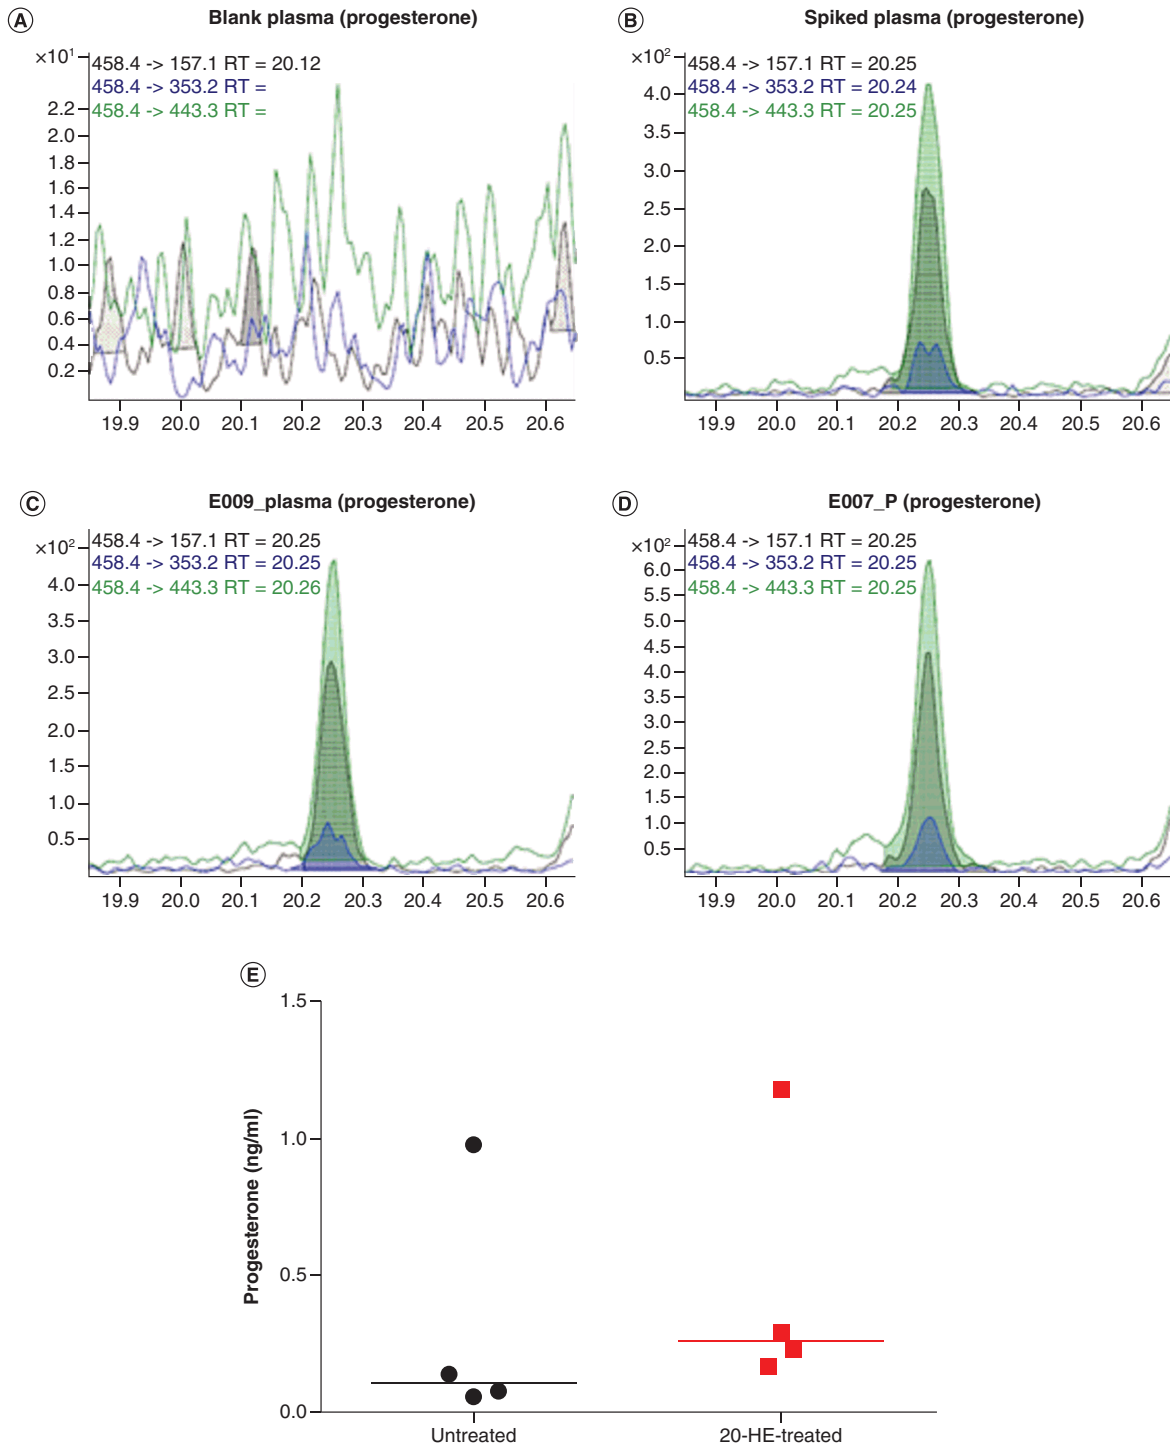 A
Blank plasma (progesterone)
×10¹
458.4 -> 157.1 RT = 20.12
458.4 -> 353.2 RT =
458.4 -> 443.3 RT =
2.2
2.0
1.8
1.6
1.4
1.2
1.0
0.8
0.6
0.4
0.2
19.9 20.0 20.1 20.2 20.3 20.4 20.5 20.6
B
Spiked plasma (progesterone)
×10²
458.4 -> 157.1 RT = 20.25
458.4 -> 353.2 RT = 20.24
458.4 -> 443.3 RT = 20.25
4.0
3.5
3.0
2.5
2.0
1.5
1.0
0.5
19.9 20.0 20.1 20.2 20.3 20.4 20.5 20.6
C
E009_plasma (progesterone)
×10²
458.4 -> 157.1 RT = 20.25
458.4 -> 353.2 RT = 20.25
458.4 -> 443.3 RT = 20.26
4.0
3.5
3.0
2.5
2.0
1.5
1.0
0.5
19.9 20.0 20.1 20.2 20.3 20.4 20.5 20.6
D
E007_P (progesterone)
×10²
458.4 -> 157.1 RT = 20.25
458.4 -> 353.2 RT = 20.25
458.4 -> 443.3 RT = 20.25
6.0
5.5
5.0
4.5
4.0
3.5
3.0
2.5
2.0
1.5
1.0
0.5
19.9 20.0 20.1 20.2 20.3 20.4 20.5 20.6
E
Progesterone (ng/ml)
1.5
1.0
0.5
0.0
Untreated 20-HE-treated